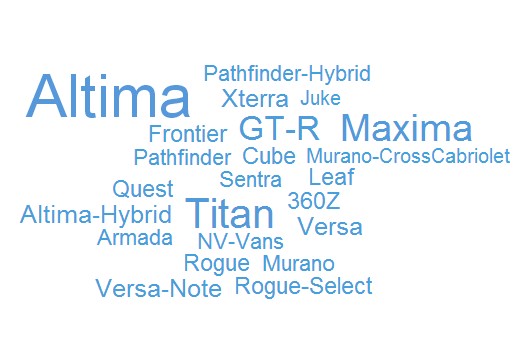 Pathfinder-Hybrid
Altima
Xterra Juke
Frontier GT-R Maxima
Pathfinder Cube Murano-CrossCabriolet
Sentra Leaf
Quest
Altima-Hybrid Titan 360Z
Versa
Armada NV-Vans
Rogue Murano
Versa-Note Rogue-Select